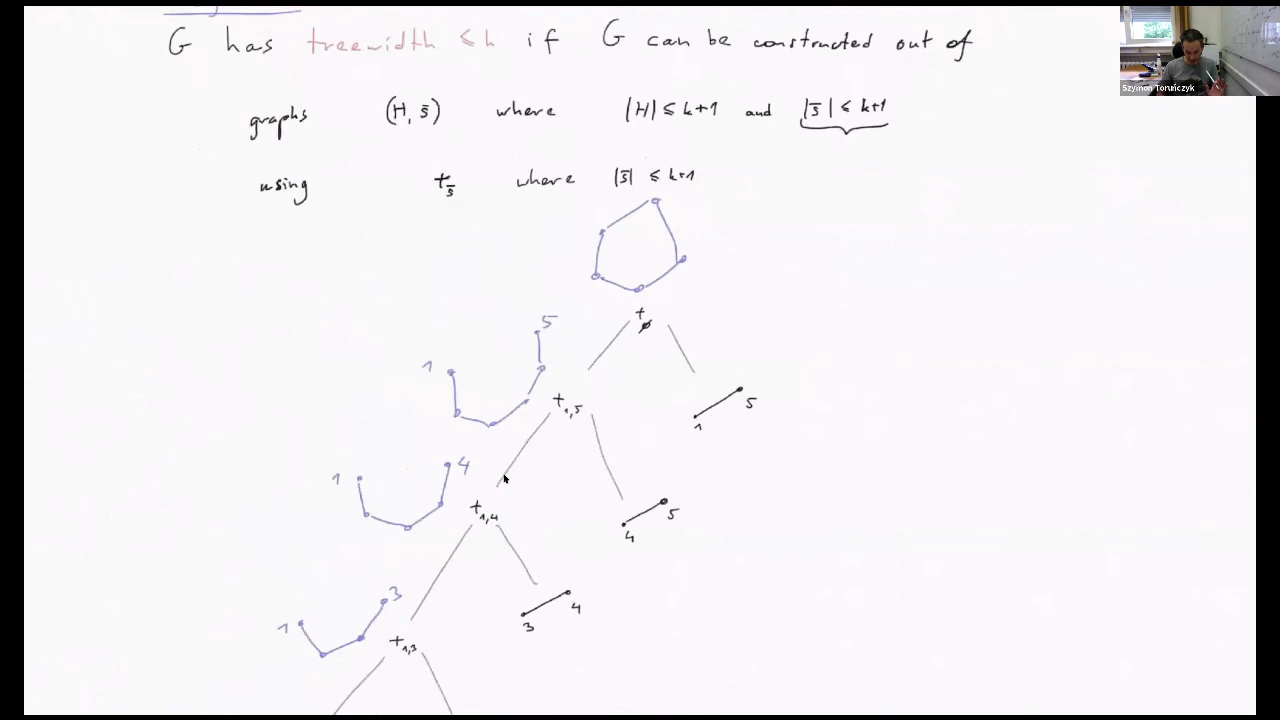 G has treewidth ≤ k if G can be constructed out of
graphs (H, s̄) where |H| ≤ k+1 and |s̄| ≤ k+1
using +s̄ where |s̄| ≤ k+1
+∅
5
1
+1,5
1 5
1 4
+1,4
4 5
1 3
3 4
+1,3
Szymon Toruńczyk